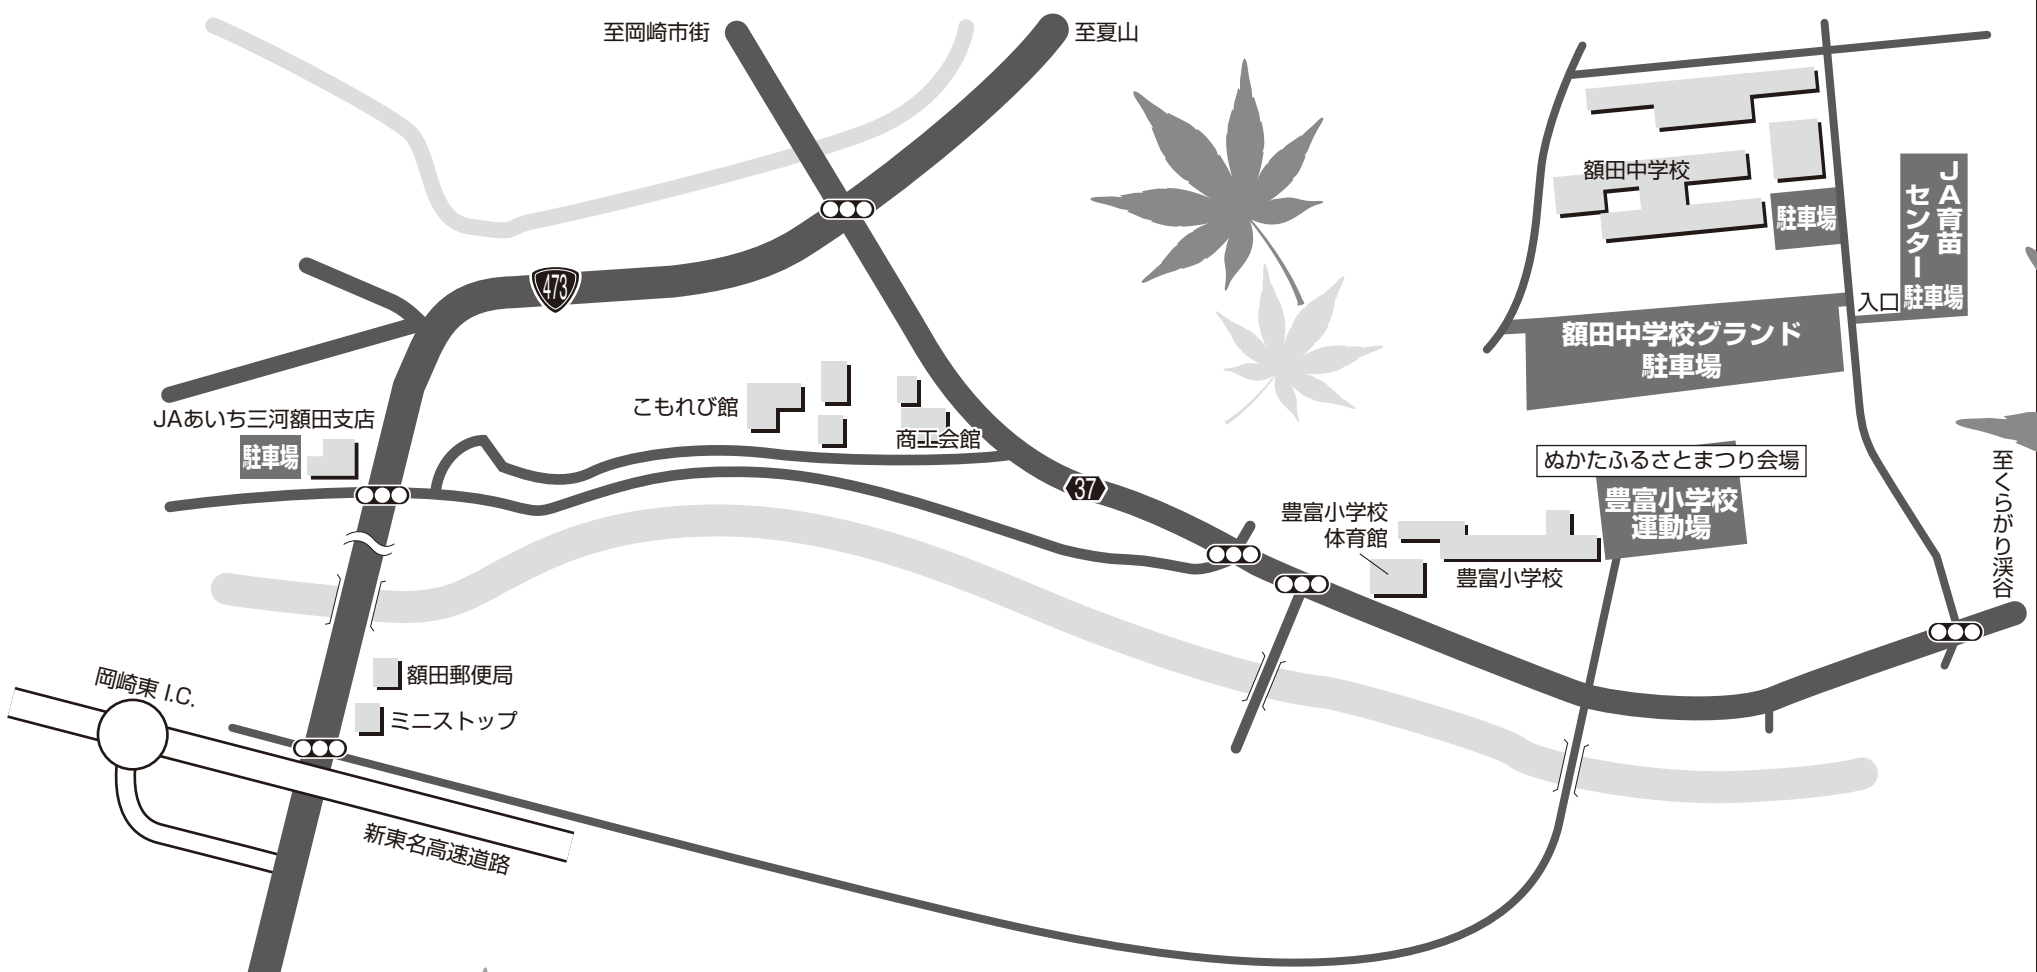 至岡崎市街
至夏山
473
額田中学校
駐車場
JA育苗
センター
駐車場
入口
額田中学校グランド
駐車場
JAあいち三河額田支店
駐車場
こもれび館
商工会館
37
ぬかたふるさとまつり会場
豊富小学校
運動場
豊富小学校
体育館
豊富小学校
至くらがり渓谷
額田郵便局
ミニストップ
岡崎東 I.C.
新東名高速道路